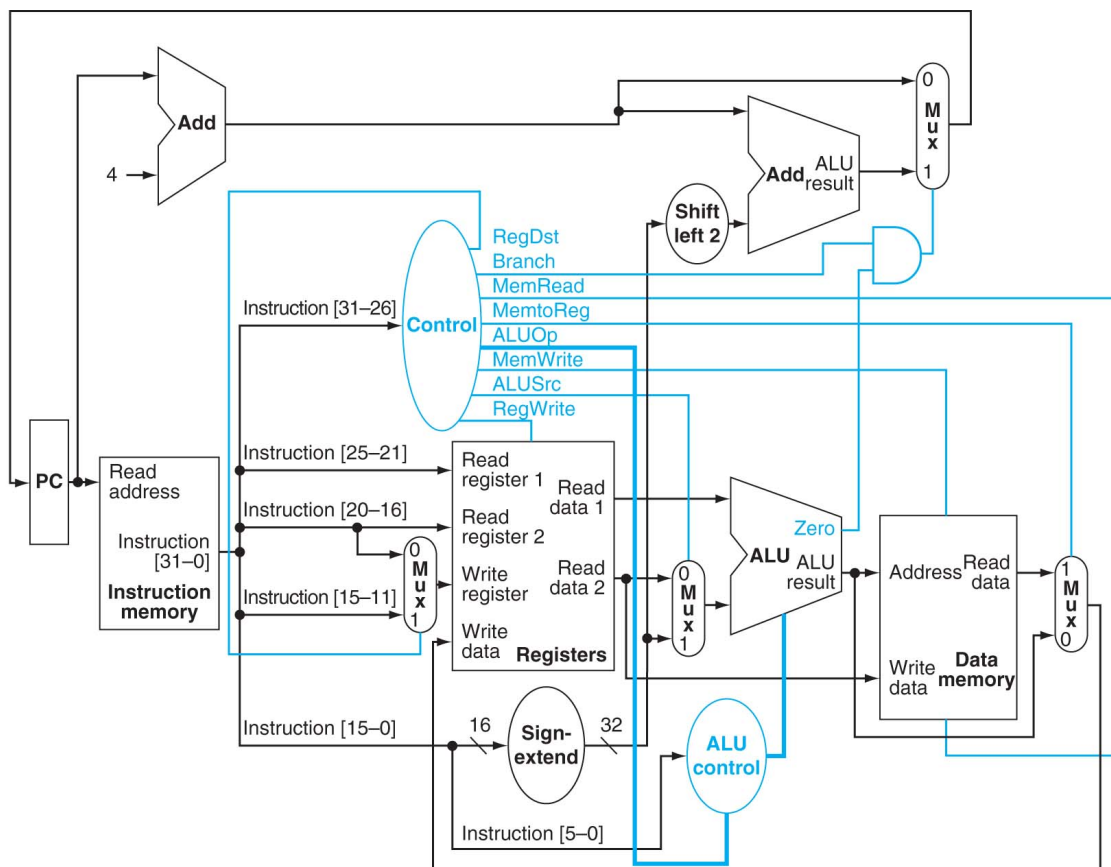 0
M
u
x
1
Add
4
Add
ALU
result
Shift
left 2
RegDst
Branch
MemRead
MemtoReg
ALUOp
MemWrite
ALUSrc
RegWrite
Instruction [31–26]
Control
PC
Read
address
Instruction
[31–0]
Instruction
memory
Instruction [25–21]
Instruction [20–16]
Instruction [15–11]
0
M
u
x
1
Read
register 1
Read
register 2
Write
register
Write
data
Read
data 1
Read
data 2
Registers
0
M
u
x
1
Zero
ALU
ALU
result
Address
Read
data
Write
data
Data
memory
1
M
u
x
0
Instruction [15–0]
16
Sign-
extend
32
ALU
control
Instruction [5–0]